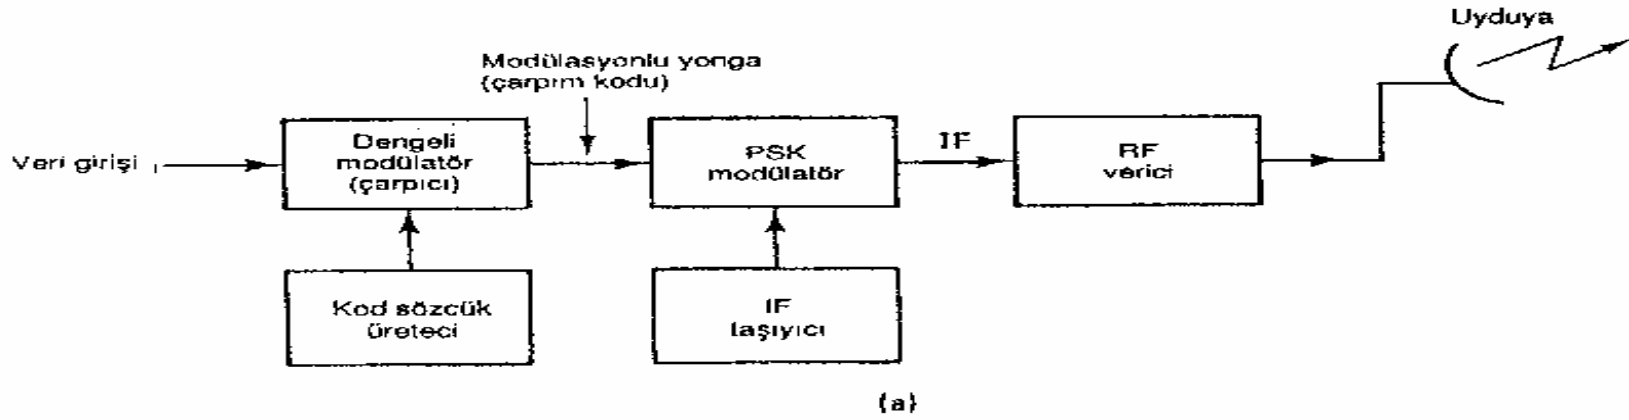 Uyduya
Modülasyonlu yonga
(çarpım kodu)
Veri girişi
Dengeli
modülatör
(çarpıcı)
PSK
modülatör
IF
RF
verici
Kod sözcük
üreteci
IF
taşıyıcı
(a)